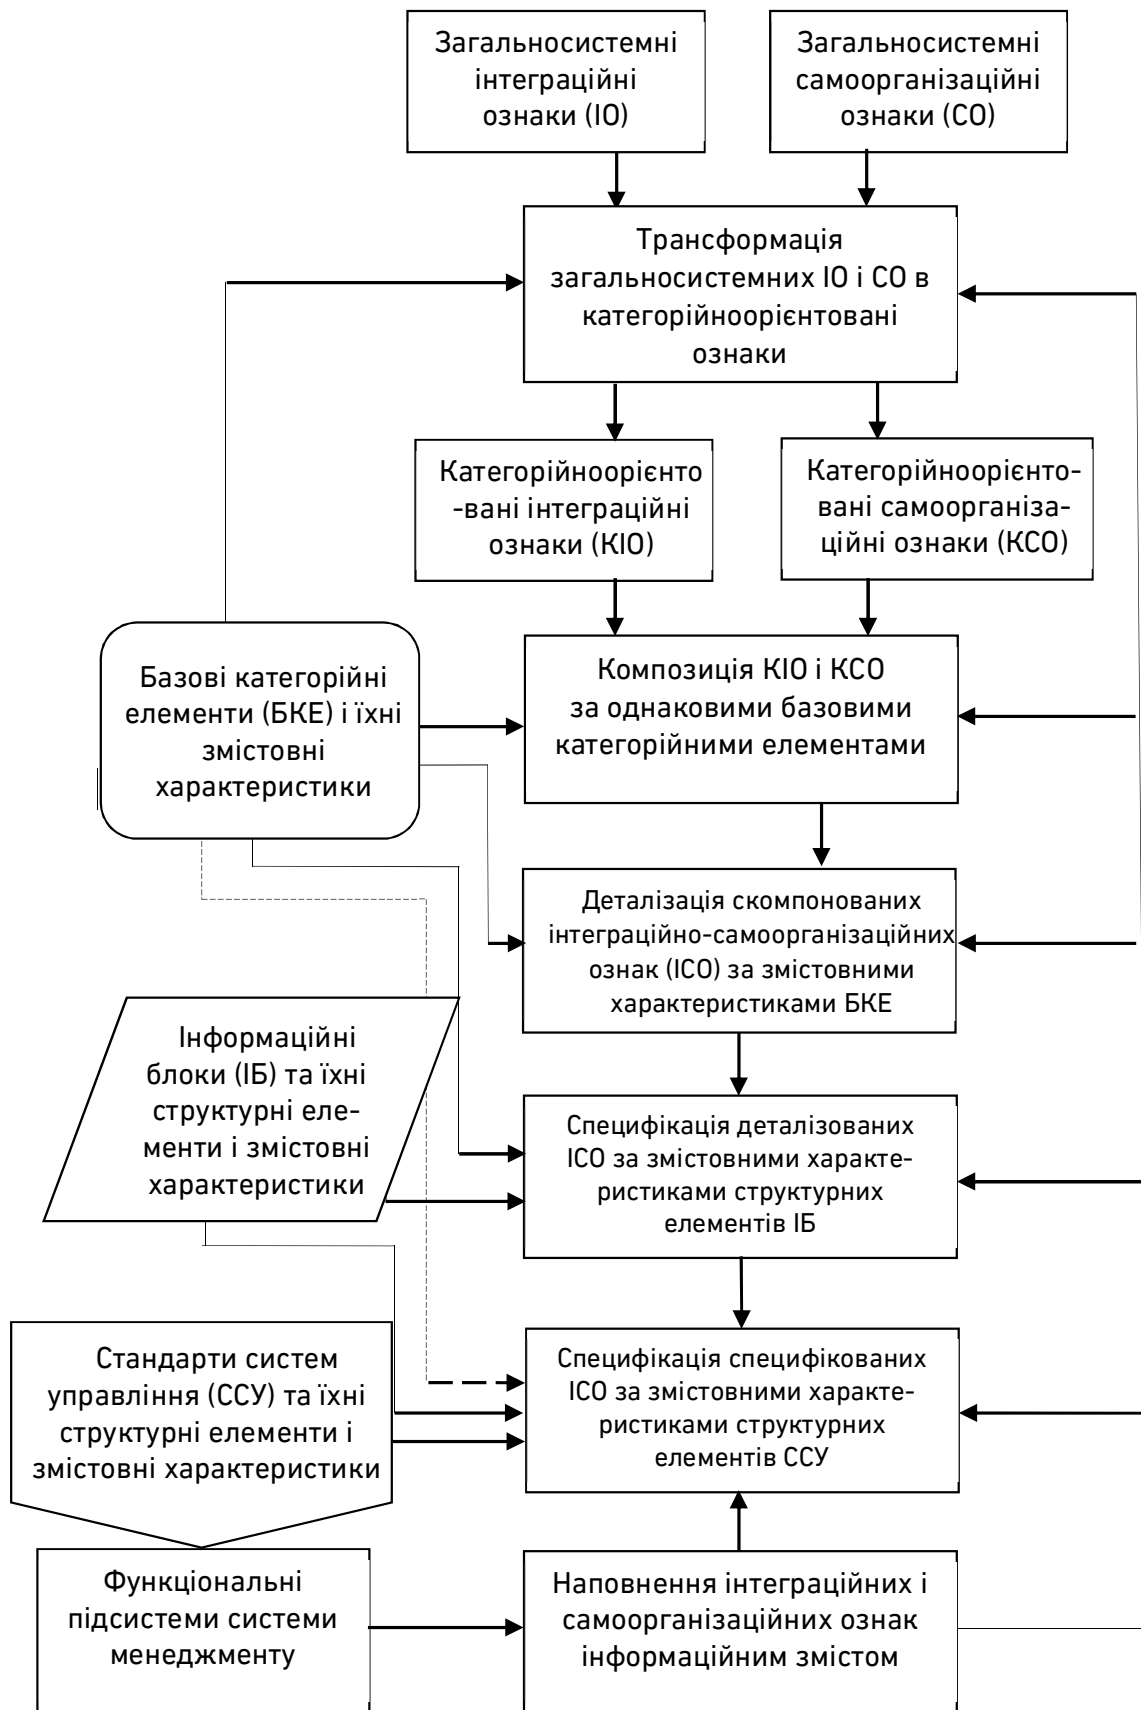 Загальносистемні
інтеграційні
ознаки (ІО)
Загальносистемні
самоорганізаційні
ознаки (СО)
Трансформація
загальносистемних ІО і СО в
категорійноорієнтовані
ознаки
Категорійноорієнто
-вані інтеграційні
ознаки (КІО)
Категорійноорієнто-
вані самоорганіза-
ційні ознаки (КСО)
Базові категорійні
елементи (БКЕ) і їхні
змістовні
характеристики
Композиція КІО і КСО
за однаковими базовими
категорійними елементами
Деталізація скомпонованих
інтеграційно-самоорганізаційних
ознак (ІСО) за змістовними
характеристиками БКЕ
Інформаційні
блоки (ІБ) та їхні
структурні еле-
менти і змістовні
характеристики
Специфікація деталізованих
ІСО за змістовними характе-
ристиками структурних
елементів ІБ
Стандарти систем
управління (ССУ) та їхні
структурні елементи і
змістовні характеристики
Специфікація специфікованих
ІСО за змістовними характе-
ристиками структурних
елементів ССУ
Функціональні
підсистеми системи
менеджменту
Наповнення інтеграційних і
самоорганізаційних ознак
інформаційним змістом